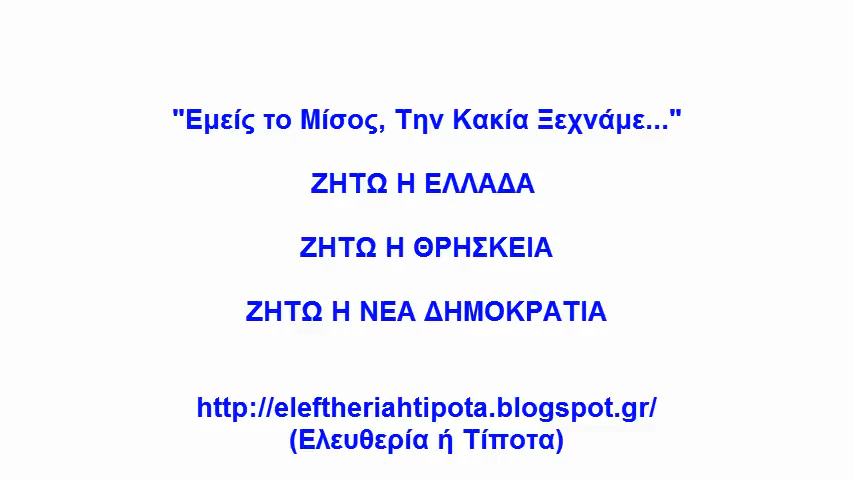 "Εμείς το Μίσος, Την Κακία Ξεχνάμε..."
ΖΗΤΩ Η ΕΛΛΑΔΑ
ΖΗΤΩ Η ΘΡΗΣΚΕΙΑ
ΖΗΤΩ Η ΝΕΑ ΔΗΜΟΚΡΑΤΙΑ
http://eleftheriahtipota.blogspot.gr/
(Ελευθερία ή Τίποτα)